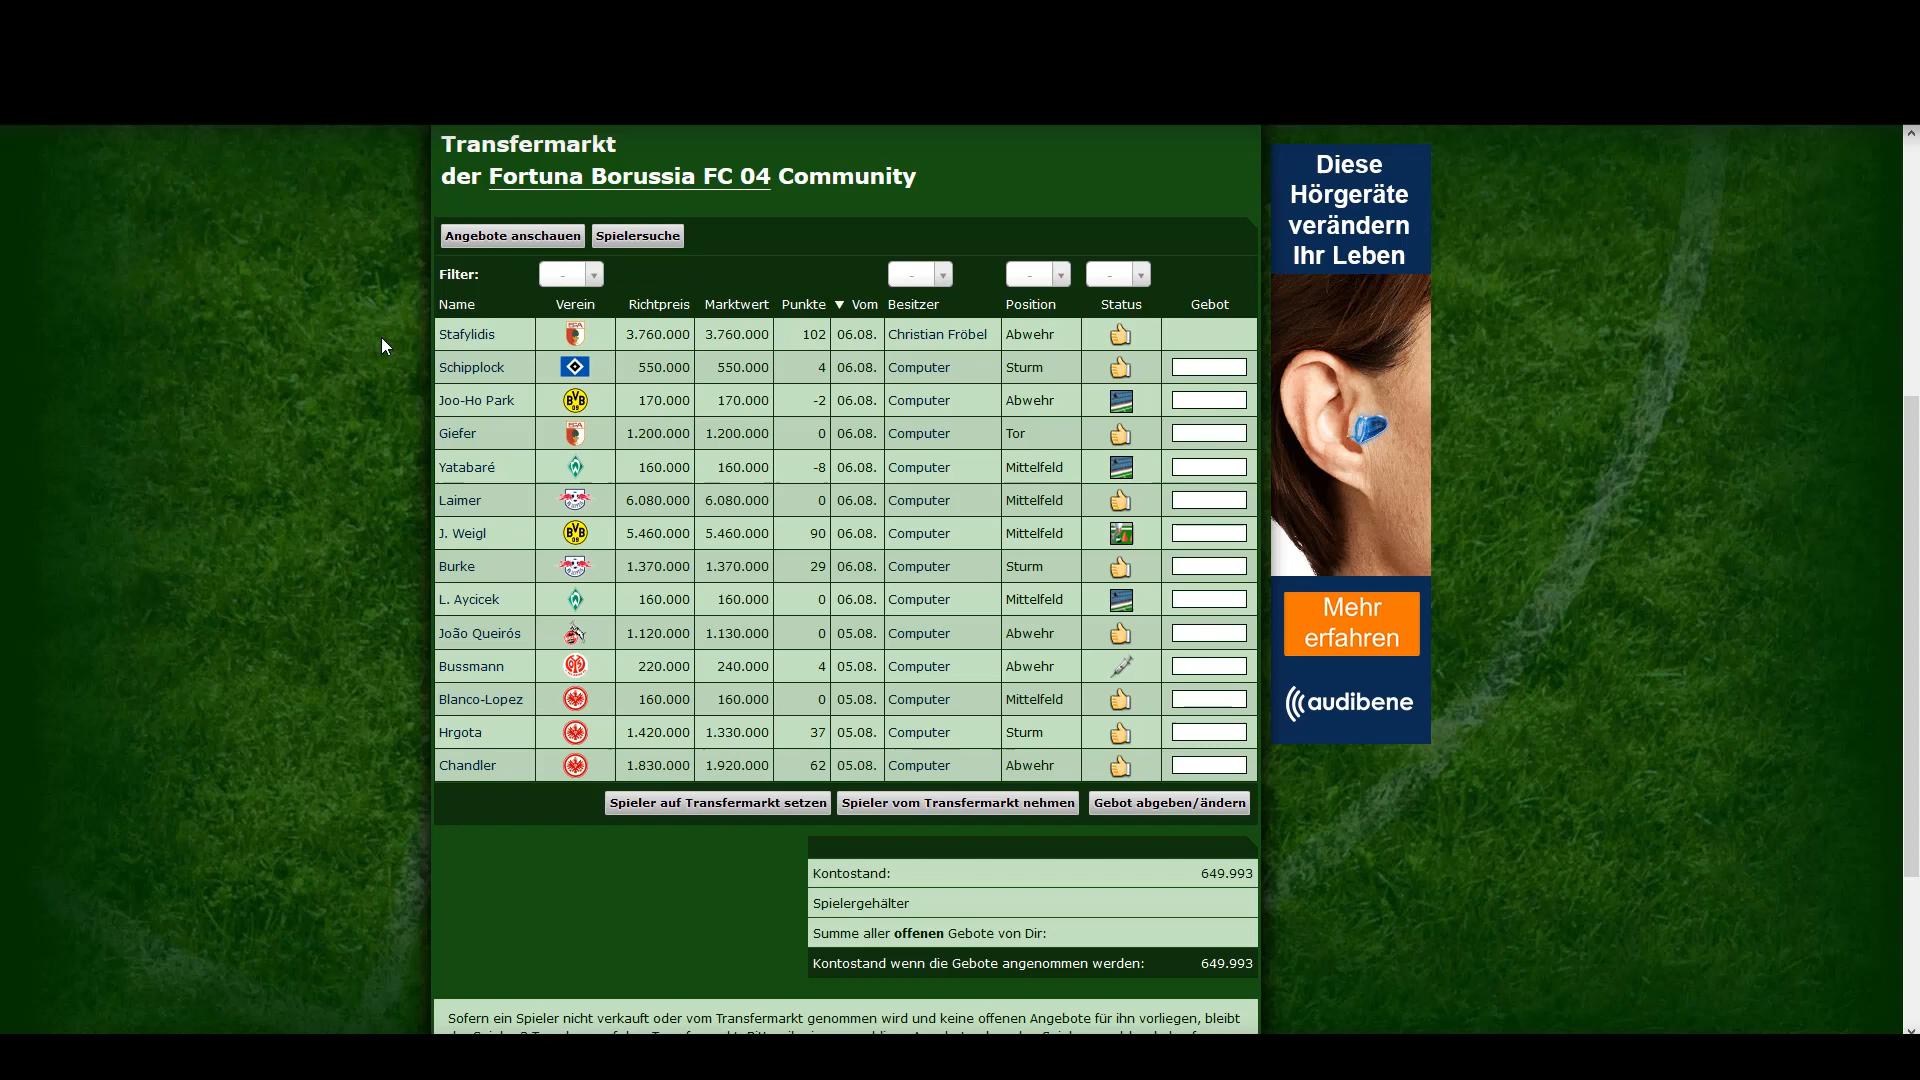 Transfermarkt
der Fortuna Borussia FC 04 Community
Angebote anschauen Spielersuche
Filter: - - - -
Name Verein Richtpreis Marktwert Punkte ▼ Vom Besitzer Position Status Gebot
Stafylidis 3.760.000 3.760.000 102 06.08. Christian Fröbel Abwehr
Schipplock 550.000 550.000 4 06.08. Computer Sturm
Joo-Ho Park BVB 09 170.000 170.000 -2 06.08. Computer Abwehr
Giefer 1.200.000 1.200.000 0 06.08. Computer Tor
Yatabaré 160.000 160.000 -8 06.08. Computer Mittelfeld
Laimer 6.080.000 6.080.000 0 06.08. Computer Mittelfeld
J. Weigl BVB 09 5.460.000 5.460.000 90 06.08. Computer Mittelfeld
Burke 1.370.000 1.370.000 29 06.08. Computer Sturm
L. Aycicek 160.000 160.000 0 06.08. Computer Mittelfeld
João Queirós 1.120.000 1.130.000 0 05.08. Computer Abwehr
Bussmann 220.000 240.000 4 05.08. Computer Abwehr
Blanco-Lopez 160.000 160.000 0 05.08. Computer Mittelfeld
Hrgota 1.420.000 1.330.000 37 05.08. Computer Sturm
Chandler 1.830.000 1.920.000 62 05.08. Computer Abwehr
Spieler auf Transfermarkt setzen Spieler vom Transfermarkt nehmen Gebot abgeben/ändern
Kontostand: 649.993
Spielergehälter
Summe aller offenen Gebote von Dir:
Kontostand wenn die Gebote angenommen werden: 649.993
Sofern ein Spieler nicht verkauft oder vom Transfermarkt genommen wird und keine offenen Angebote für ihn vorliegen, bleibt
Diese
Hörgeräte
verändern
Ihr Leben
Mehr
erfahren
audibene